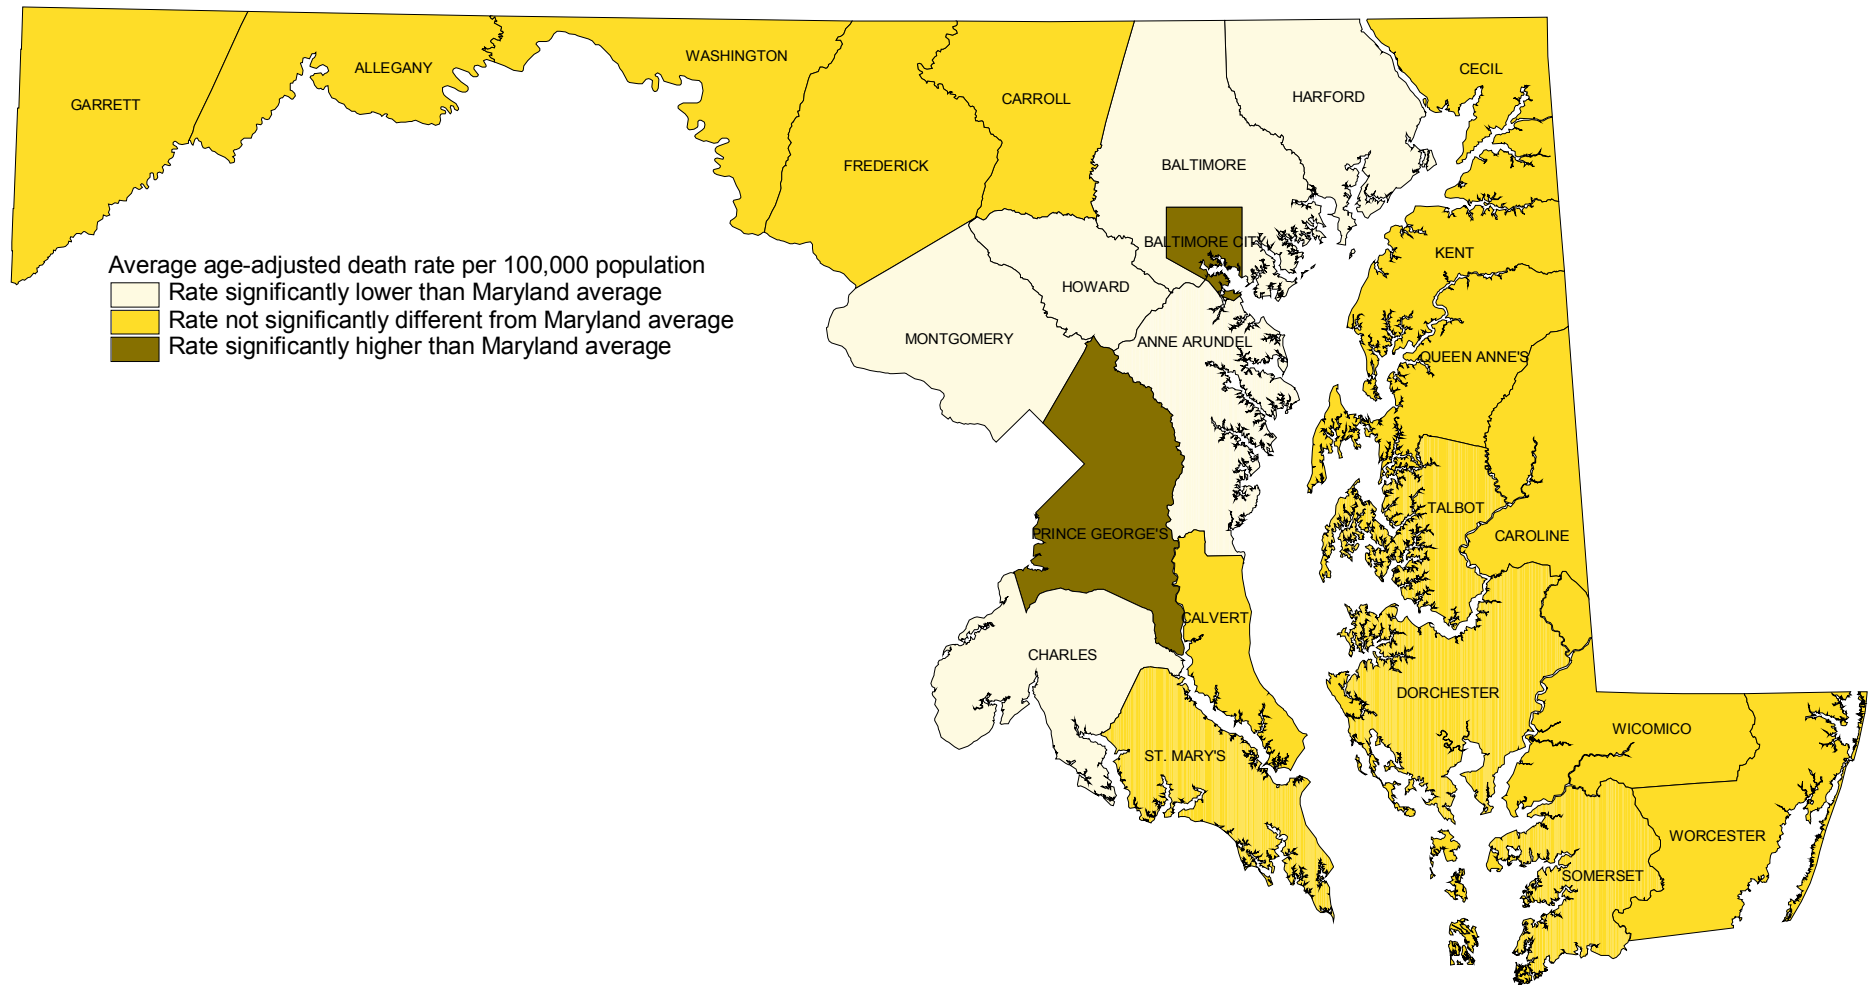 WASHINGTON
ALLEGANY
CECIL
GARRETT
CARROLL
HARFORD
FREDERICK
BALTIMORE
BALTIMORE CITY
KENT
Average age-adjusted death rate per 100,000 population
Rate significantly lower than Maryland average
Rate not significantly different from Maryland average
Rate significantly higher than Maryland average
HOWARD
MONTGOMERY
ANNE ARUNDEL
QUEEN ANNE'S
TALBOT
PRINCE GEORGE'S
CAROLINE
CALVERT
CHARLES
DORCHESTER
WICOMICO
ST. MARY'S
WORCESTER
SOMERSET